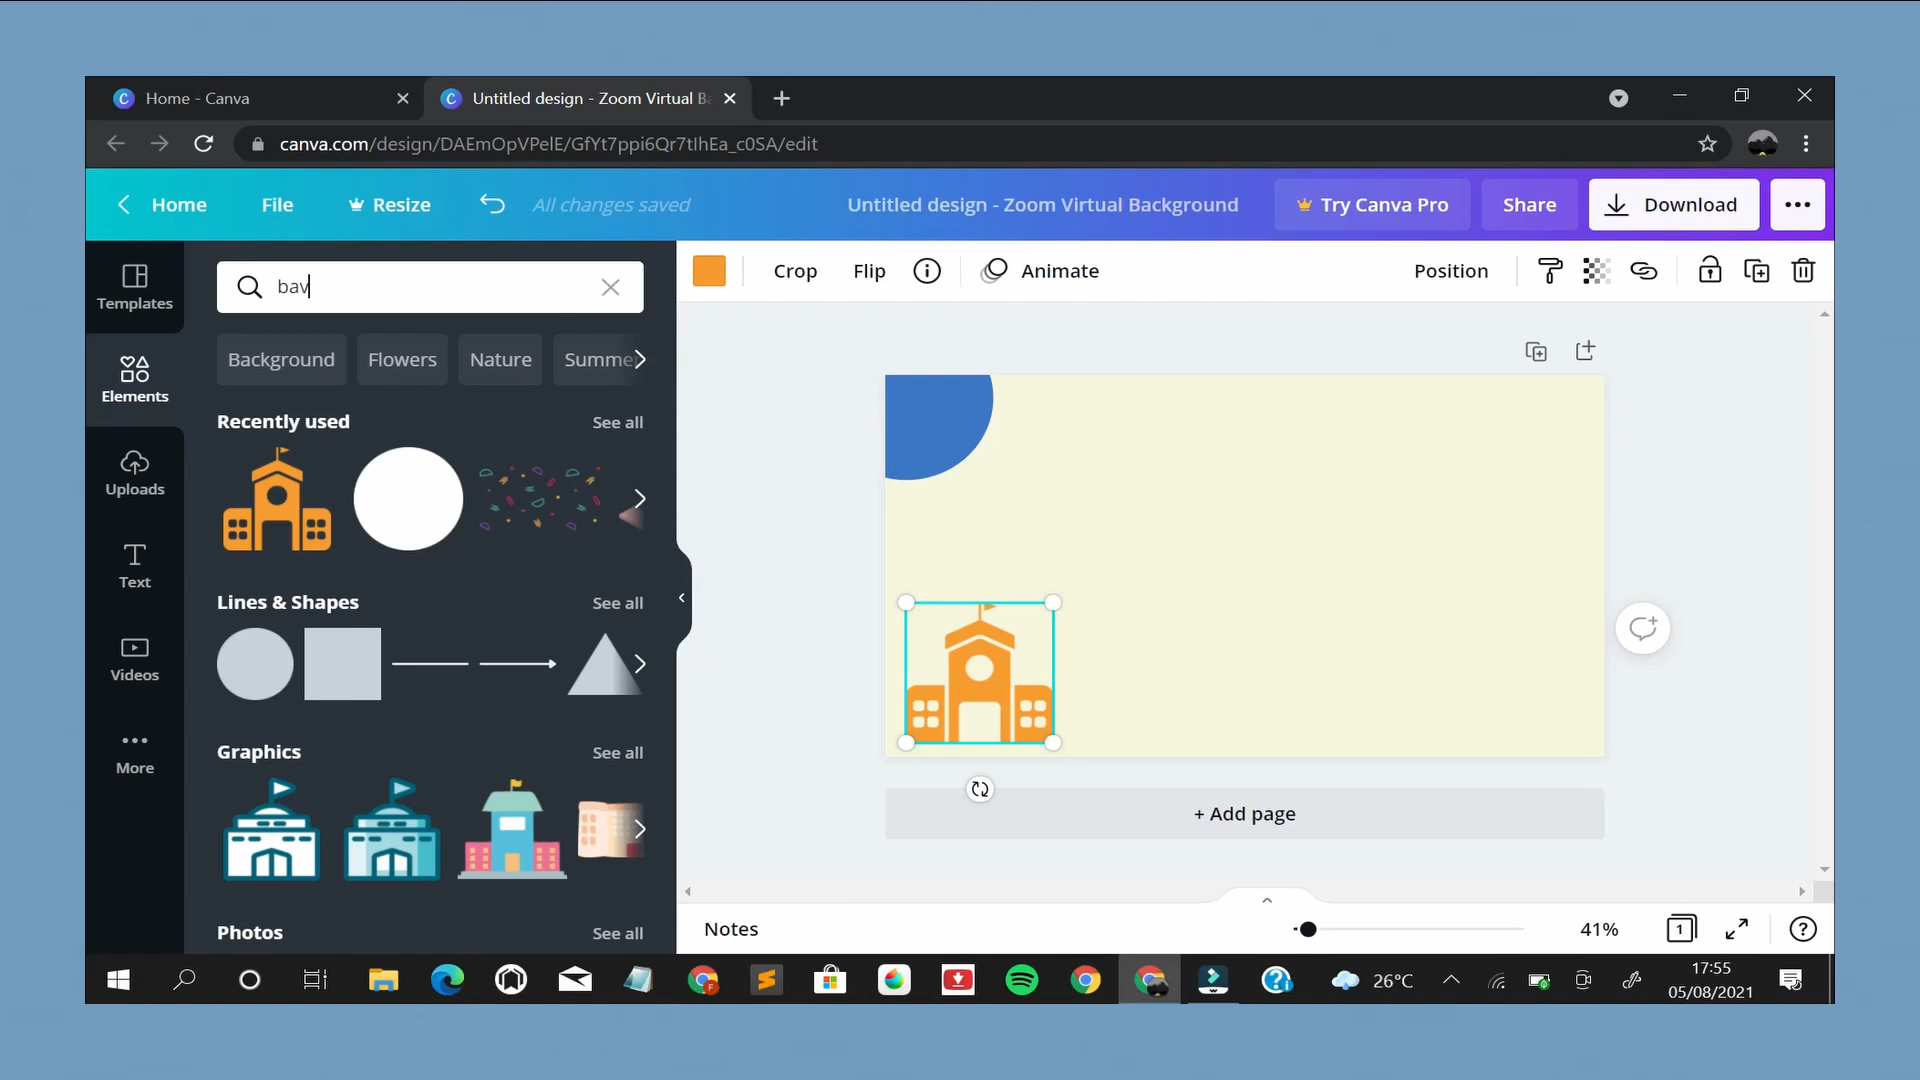 Home - Canva
Untitled design - Zoom Virtual B
canva.com/design/DAEmOpVPelE/GfYt7ppi6Qr7tIhEa_c0SA/edit
Home
File
Resize
All changes saved
Untitled design - Zoom Virtual Background
Try Canva Pro
Share
Download
Templates
Elements
Uploads
Text
Videos
More
bav
Background
Flowers
Nature
Summe
Recently used
See all
Lines & Shapes
See all
Graphics
See all
Photos
See all
Crop
Flip
Animate
Position
+ Add page
Notes
41%
1
26°C
17:55
05/08/2021